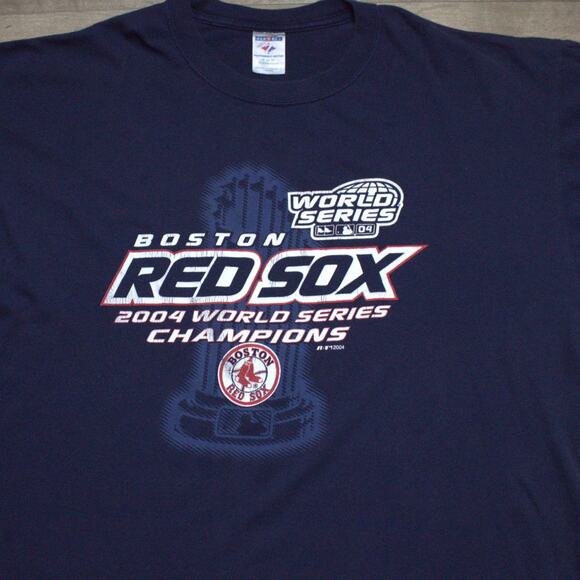 WORLD
SERIES
04
BOSTON
RED SOX
2004 WORLD SERIES
CHAMPIONS
BOSTON
RED SOX